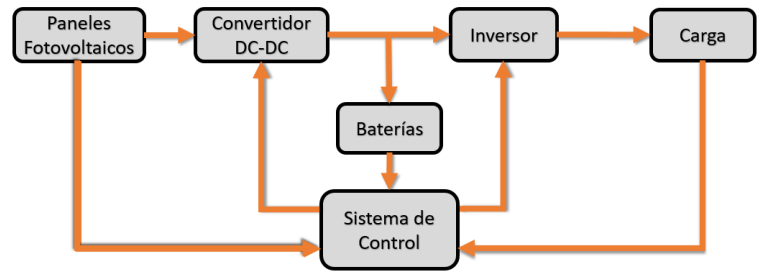 Paneles
Fotovoltaicos
Convertidor
DC-DC
Inversor
Carga
Baterías
Sistema de
Control